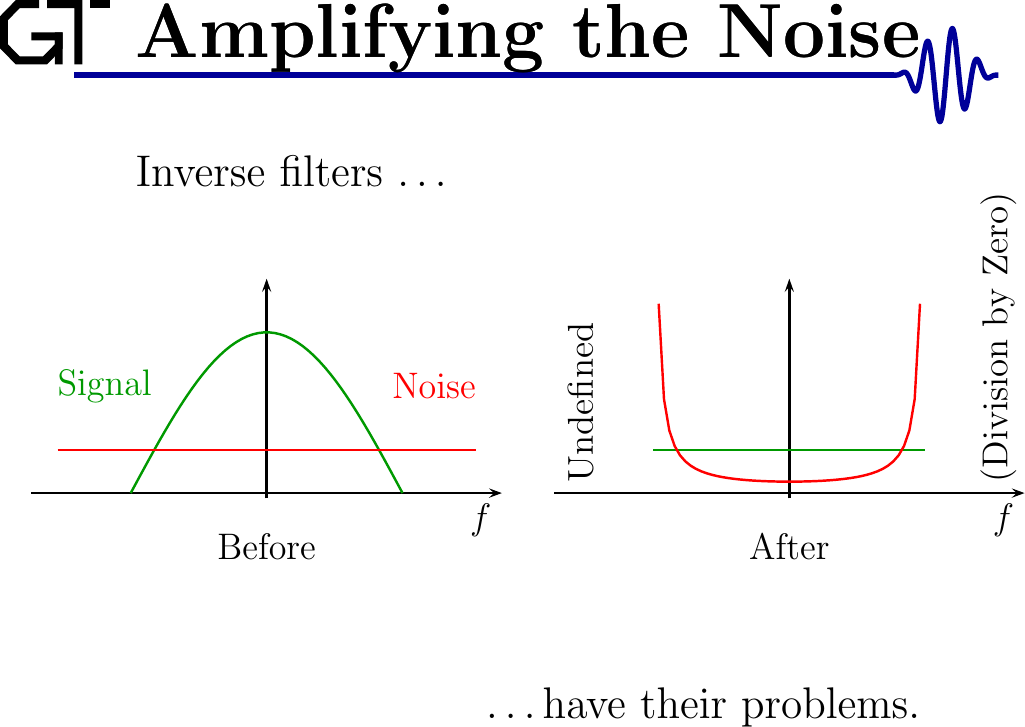 GT
Amplifying the Noise
Inverse filters ...
Signal
Noise
f
Before
Undefined
(Division by Zero)
f
After
... have their problems.